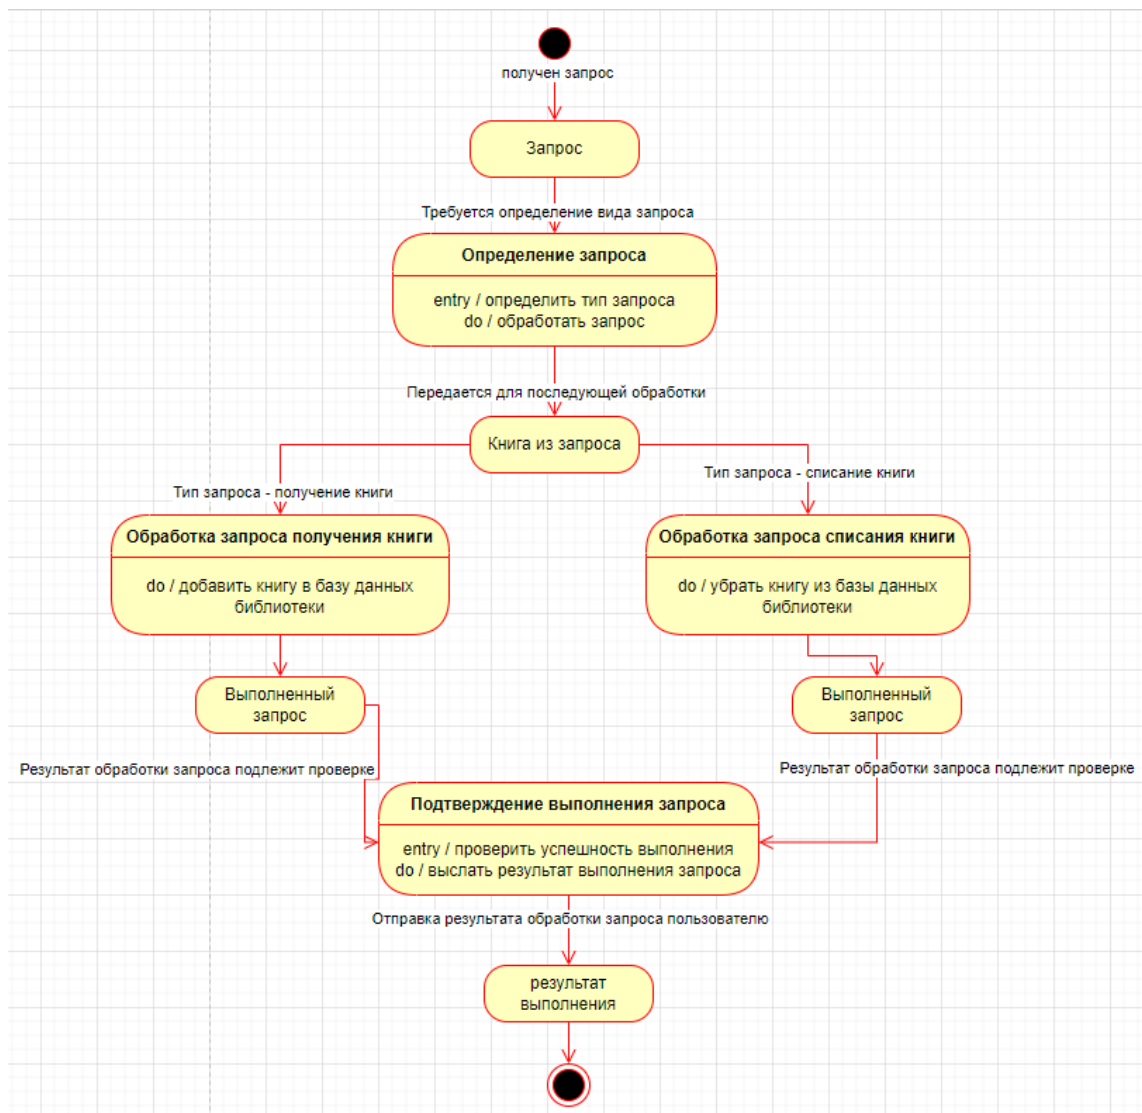 получен запрос
Запрос
Требуется определение вида запроса
Определение запроса
entry / определить тип запроса
do / обработать запрос
Передается для последующей обработки
Книга из запроса
Тип запроса - получение книги
Тип запроса - списание книги
Обработка запроса получения книги
do / добавить книгу в базу данных
библиотеки
Обработка запроса списания книги
do / убрать книгу из базы данных
библиотеки
Выполненный
запрос
Выполненный
запрос
Результат обработки запроса подлежит проверке
Результат обработки запроса подлежит проверке
Подтверждение выполнения запроса
entry / проверить успешность выполнения
do / выслать результат выполнения запроса
Отправка результата обработки запроса пользователю
результат
выполнения